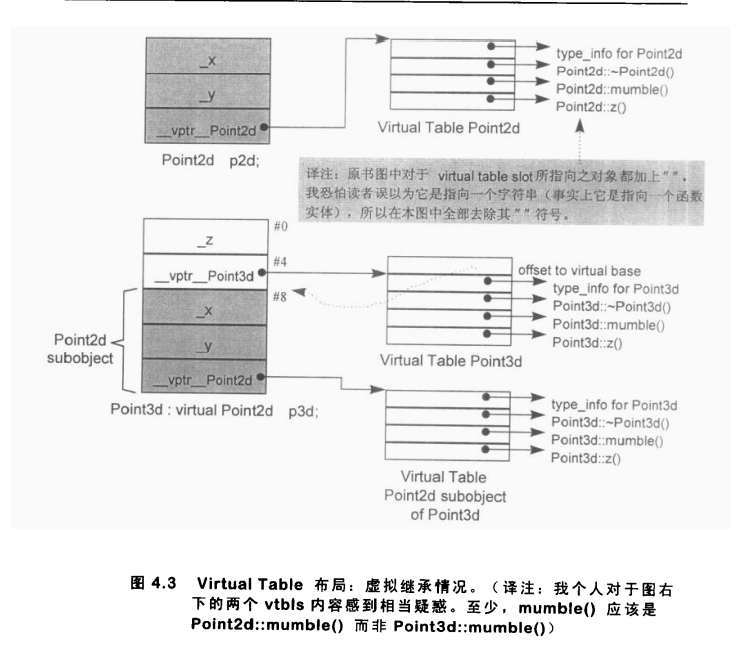 _x
_y
__vptr__Point2d
Point2d p2d;
type_info for Point2d
Point2d::~Point2d()
Point2d::mumble()
Point2d::z()
Virtual Table Point2d
译注：原书图中对于 virtual table slot 所指向之对象都加上"",
我恐怕读者误以为它是指向一个字符串（事实上它是指向一个函数
实体），所以在本图中全部去除其"" 符号。
#0
_z
#4
__vptr__Point3d
#8
_x
_y
__vptr__Point2d
Point2d
subobject
Point3d : virtual Point2d p3d;
offset to virtual base
type_info for Point3d
Point3d::~Point3d()
Point3d::mumble()
Point3d::z()
Virtual Table Point3d
type_info for Point3d
Point3d::~Point3d()
Point3d::mumble()
Point3d::z()
Virtual Table
Point2d subobject
of Point3d
图 4.3 Virtual Table 布局：虚拟继承情况。（译注：我个人对于图右
下的两个 vtbls 内容感到相当疑惑。至少，mumble() 应该是
Point2d::mumble() 而非 Point3d::mumble()）